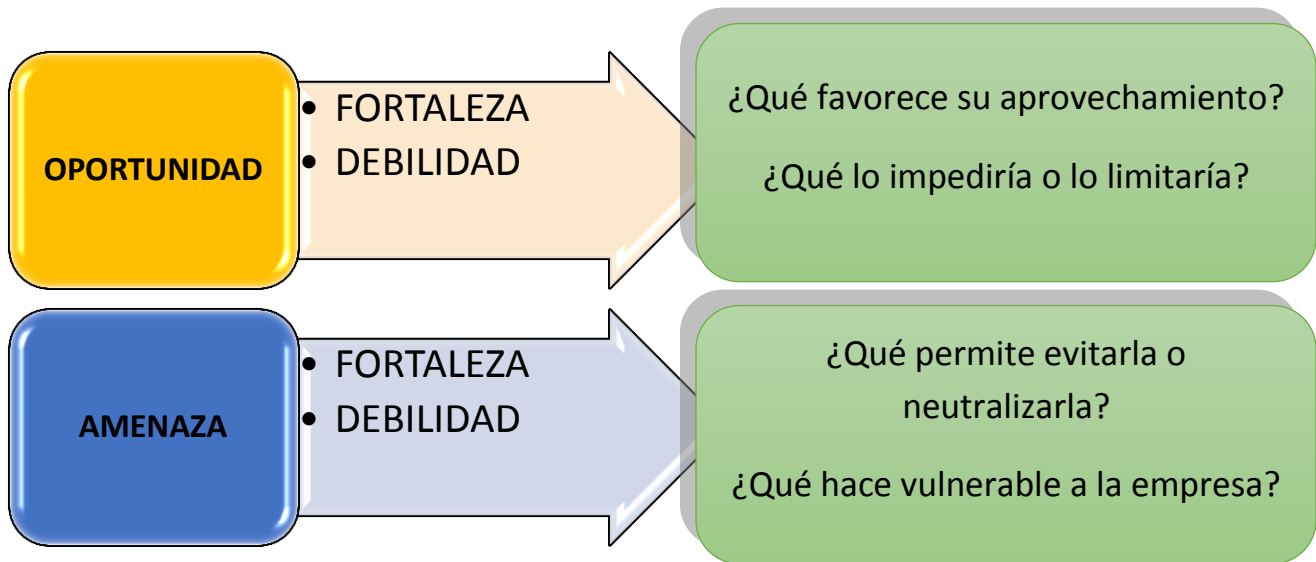 OPORTUNIDAD
• FORTALEZA
• DEBILIDAD
¿Qué favorece su aprovechamiento?
¿Qué lo impediría o lo limitaría?
AMENAZA
• FORTALEZA
• DEBILIDAD
¿Qué permite evitarla o
neutralizarla?
¿Qué hace vulnerable a la empresa?